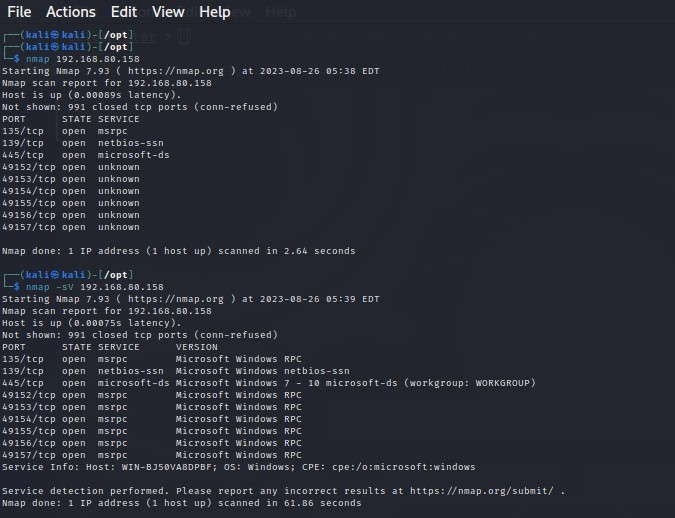 File Actions Edit View Help
┌──(kali㉿kali)-[/opt]
┌──(kali㉿kali)-[/opt]
└─$ nmap 192.168.80.158
Starting Nmap 7.93 ( https://nmap.org ) at 2023-08-26 05:38 EDT
Nmap scan report for 192.168.80.158
Host is up (0.00089s latency).
Not shown: 991 closed tcp ports (conn-refused)
PORT      STATE SERVICE
135/tcp   open  msrpc
139/tcp   open  netbios-ssn
445/tcp   open  microsoft-ds
49152/tcp open  unknown
49153/tcp open  unknown
49154/tcp open  unknown
49155/tcp open  unknown
49156/tcp open  unknown
49157/tcp open  unknown
Nmap done: 1 IP address (1 host up) scanned in 2.64 seconds
┌──(kali㉿kali)-[/opt]
└─$ nmap -sV 192.168.80.158
Starting Nmap 7.93 ( https://nmap.org ) at 2023-08-26 05:39 EDT
Nmap scan report for 192.168.80.158
Host is up (0.00075s latency).
Not shown: 991 closed tcp ports (conn-refused)
PORT      STATE SERVICE      VERSION
135/tcp   open  msrpc        Microsoft Windows RPC
139/tcp   open  netbios-ssn  Microsoft Windows netbios-ssn
445/tcp   open  microsoft-ds Microsoft Windows 7 - 10 microsoft-ds (workgroup: WORKGROUP)
49152/tcp open  msrpc        Microsoft Windows RPC
49153/tcp open  msrpc        Microsoft Windows RPC
49154/tcp open  msrpc        Microsoft Windows RPC
49155/tcp open  msrpc        Microsoft Windows RPC
49156/tcp open  msrpc        Microsoft Windows RPC
49157/tcp open  msrpc        Microsoft Windows RPC
Service Info: Host: WIN-BJ50VA8DPBF; OS: Windows; CPE: cpe:/o:microsoft:windows
Service detection performed. Please report any incorrect results at https://nmap.org/submit/ .
Nmap done: 1 IP address (1 host up) scanned in 61.86 seconds